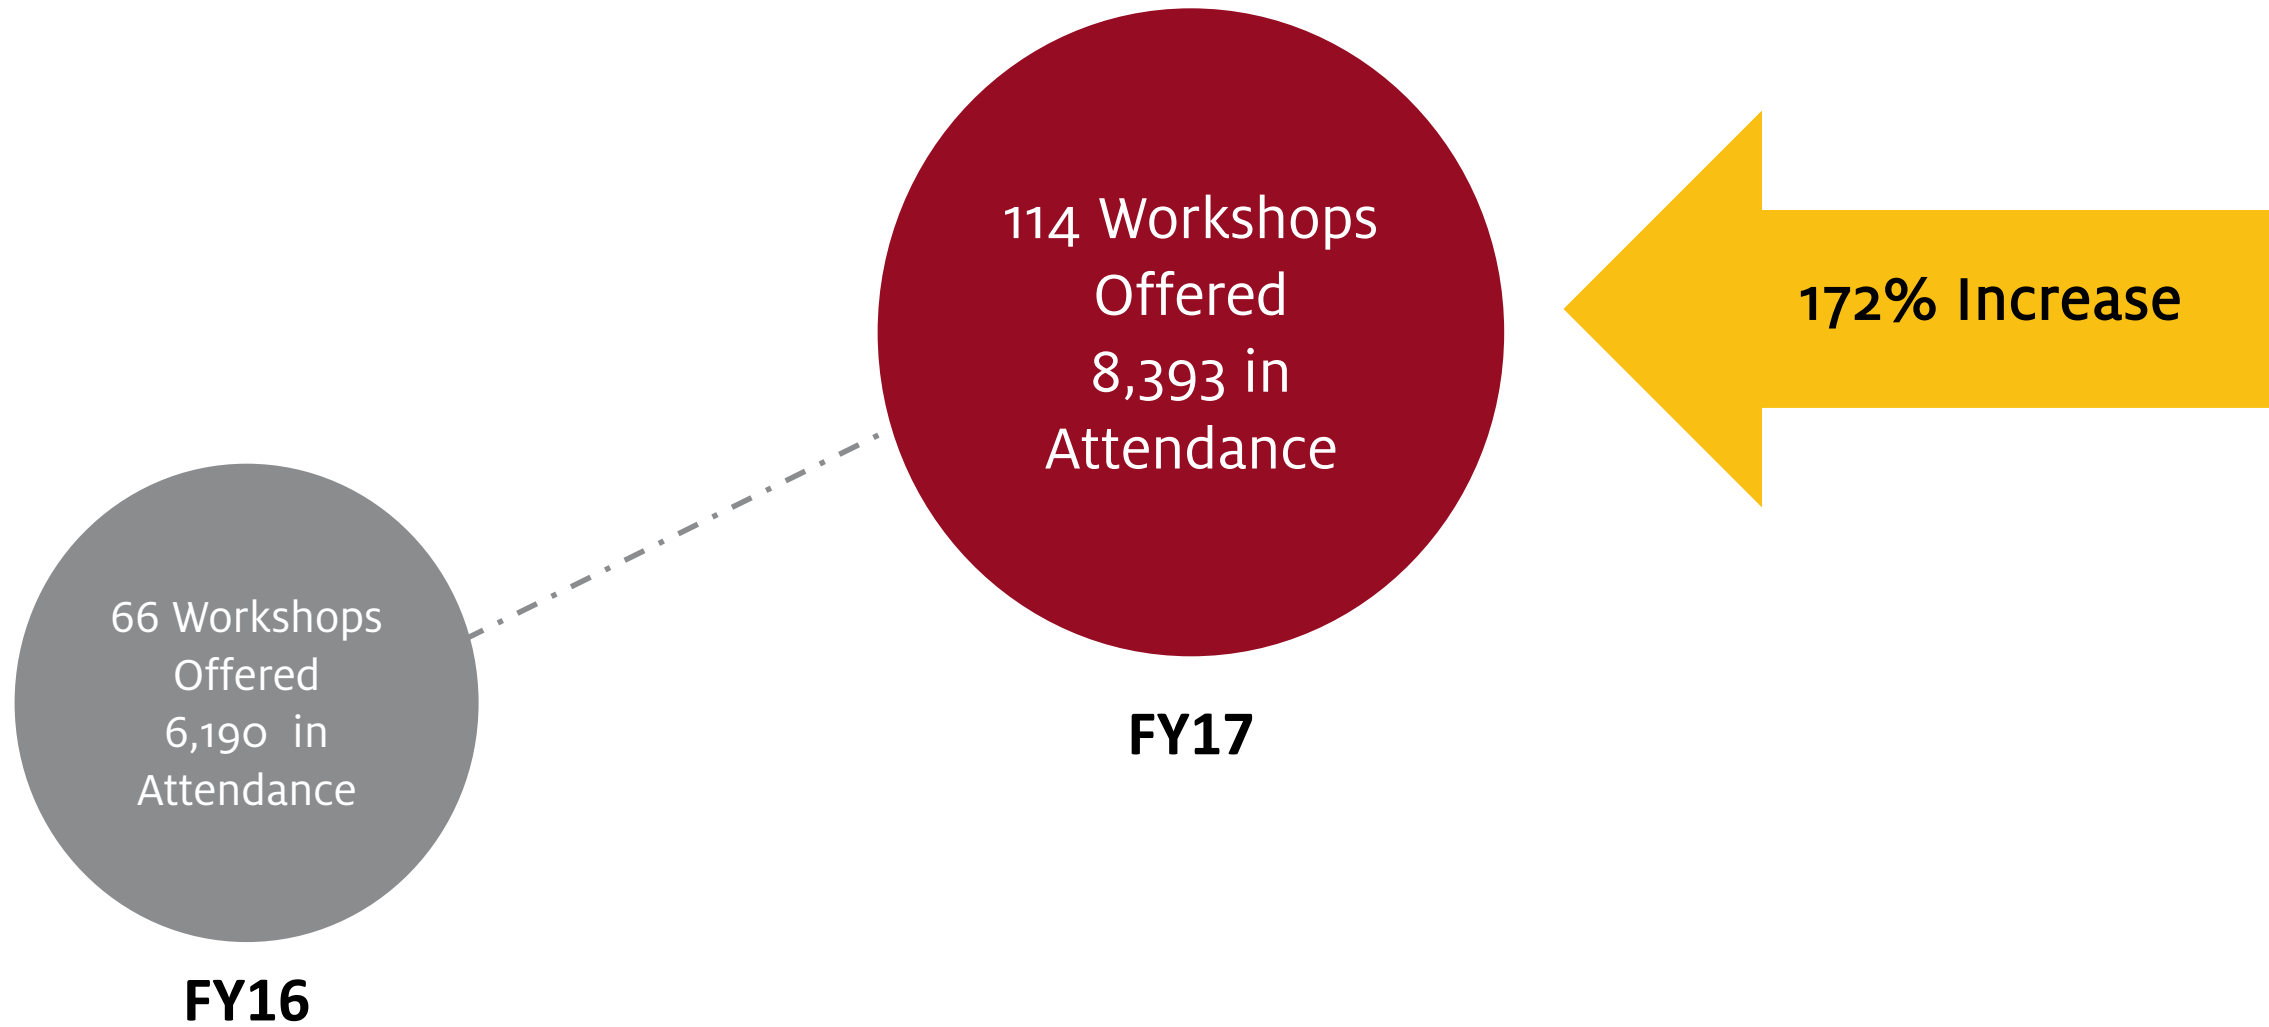 114 Workshops
Offered
8,393 in
Attendance
172% Increase
FY17
66 Workshops
Offered
6,190 in
Attendance
FY16